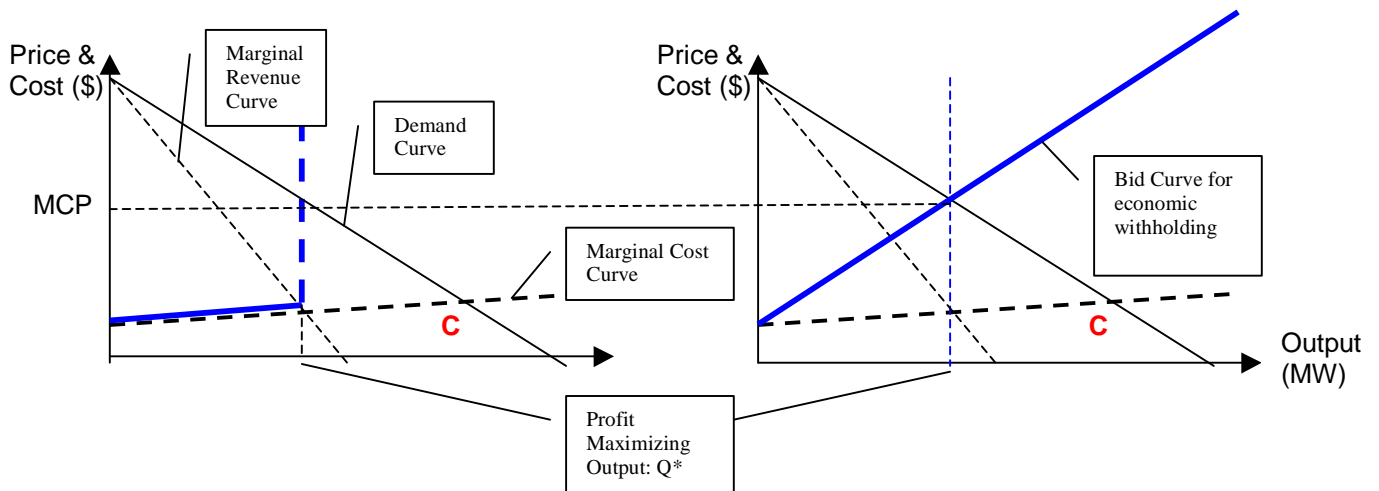 Price &
Cost ($)
Marginal
Revenue
Curve
Demand
Curve
MCP
Marginal Cost
Curve
C
Price &
Cost ($)
Bid Curve for
economic
withholding
C
Output
(MW)
Profit
Maximizing
Output: Q*